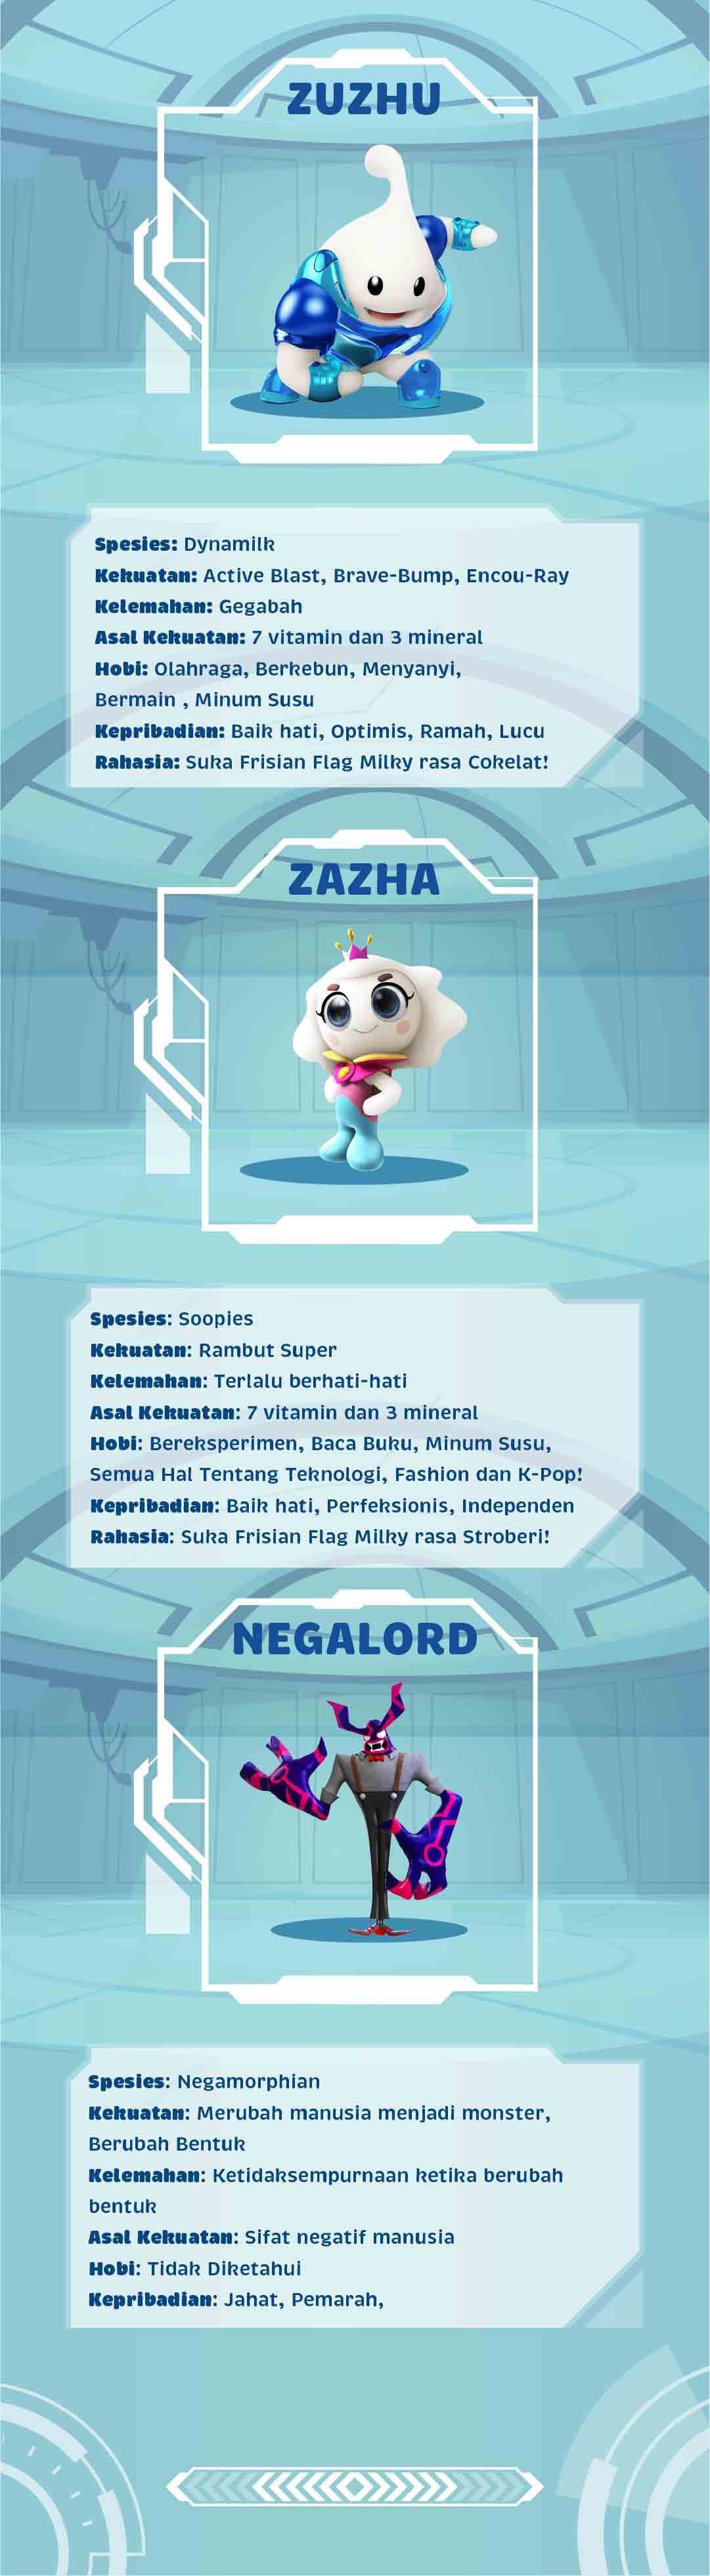 ZUZHU
Spesies: Dynamilk
Kekuatan: Active Blast, Brave-Bump, Encou-Ray
Kelemahan: Gegabah
Asal Kekuatan: 7 vitamin dan 3 mineral
Hobi: Olahraga, Berkebun, Menyanyi,
Bermain , Minum Susu
Kepribadian: Baik hati, Optimis, Ramah, Lucu
Rahasia: Suka Frisian Flag Milky rasa Cokelat!
ZAZHA
Spesies: Soopies
Kekuatan: Rambut Super
Kelemahan: Terlalu berhati-hati
Asal Kekuatan: 7 vitamin dan 3 mineral
Hobi: Bereksperimen, Baca Buku, Minum Susu,
Semua Hal Tentang Teknologi, Fashion dan K-Pop!
Kepribadian: Baik hati, Perfeksionis, Independen
Rahasia: Suka Frisian Flag Milky rasa Stroberi!
NEGALORD
Spesies: Negamorphian
Kekuatan: Merubah manusia menjadi monster,
Berubah Bentuk
Kelemahan: Ketidaksempurnaan ketika berubah
bentuk
Asal Kekuatan: Sifat negatif manusia
Hobi: Tidak Diketahui
Kepribadian: Jahat, Pemarah,